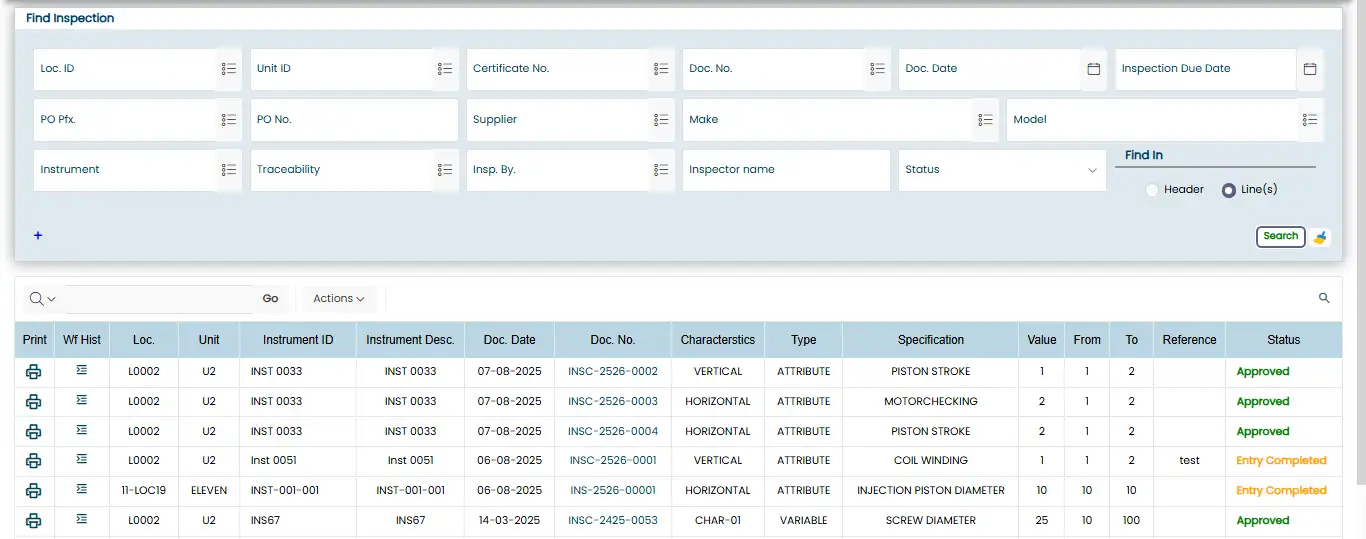 Find Inspection
Loc. ID Unit ID Certificate No. Doc. No. Doc. Date Inspection Due Date
PO Pfx. PO No. Supplier Make Model
Instrument Traceability Insp. By. Inspector name Status Find In
Header Line(s)
+ Search
Go Actions
Print Wf Hist Loc. Unit Instrument ID Instrument Desc. Doc. Date Doc. No. Characterstics Type Specification Value From To Reference Status
L0002 U2 INST 0033 INST 0033 07-08-2025 INSC-2526-0002 VERTICAL ATTRIBUTE PISTON STROKE 1 1 2 Approved
L0002 U2 INST 0033 INST 0033 07-08-2025 INSC-2526-0003 HORIZONTAL ATTRIBUTE MOTORCHECKING 2 1 2 Approved
L0002 U2 INST 0033 INST 0033 07-08-2025 INSC-2526-0004 HORIZONTAL ATTRIBUTE PISTON STROKE 2 1 2 Approved
L0002 U2 Inst 0051 Inst 0051 06-08-2025 INSC-2526-0001 VERTICAL ATTRIBUTE COIL WINDING 1 1 2 test Entry Completed
11-LOC19 ELEVEN INST-001-001 INST-001-001 06-08-2025 INS-2526-00001 HORIZONTAL ATTRIBUTE INJECTION PISTON DIAMETER 10 10 10 Entry Completed
L0002 U2 INS67 INS67 14-03-2025 INSC-2425-0053 CHAR-01 VARIABLE SCREW DIAMETER 25 10 100 Approved